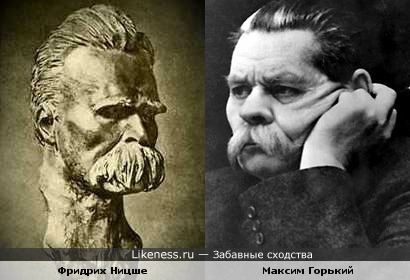 Likeness.ru — Забавные сходства
Фридрих Ницше
Максим Горький